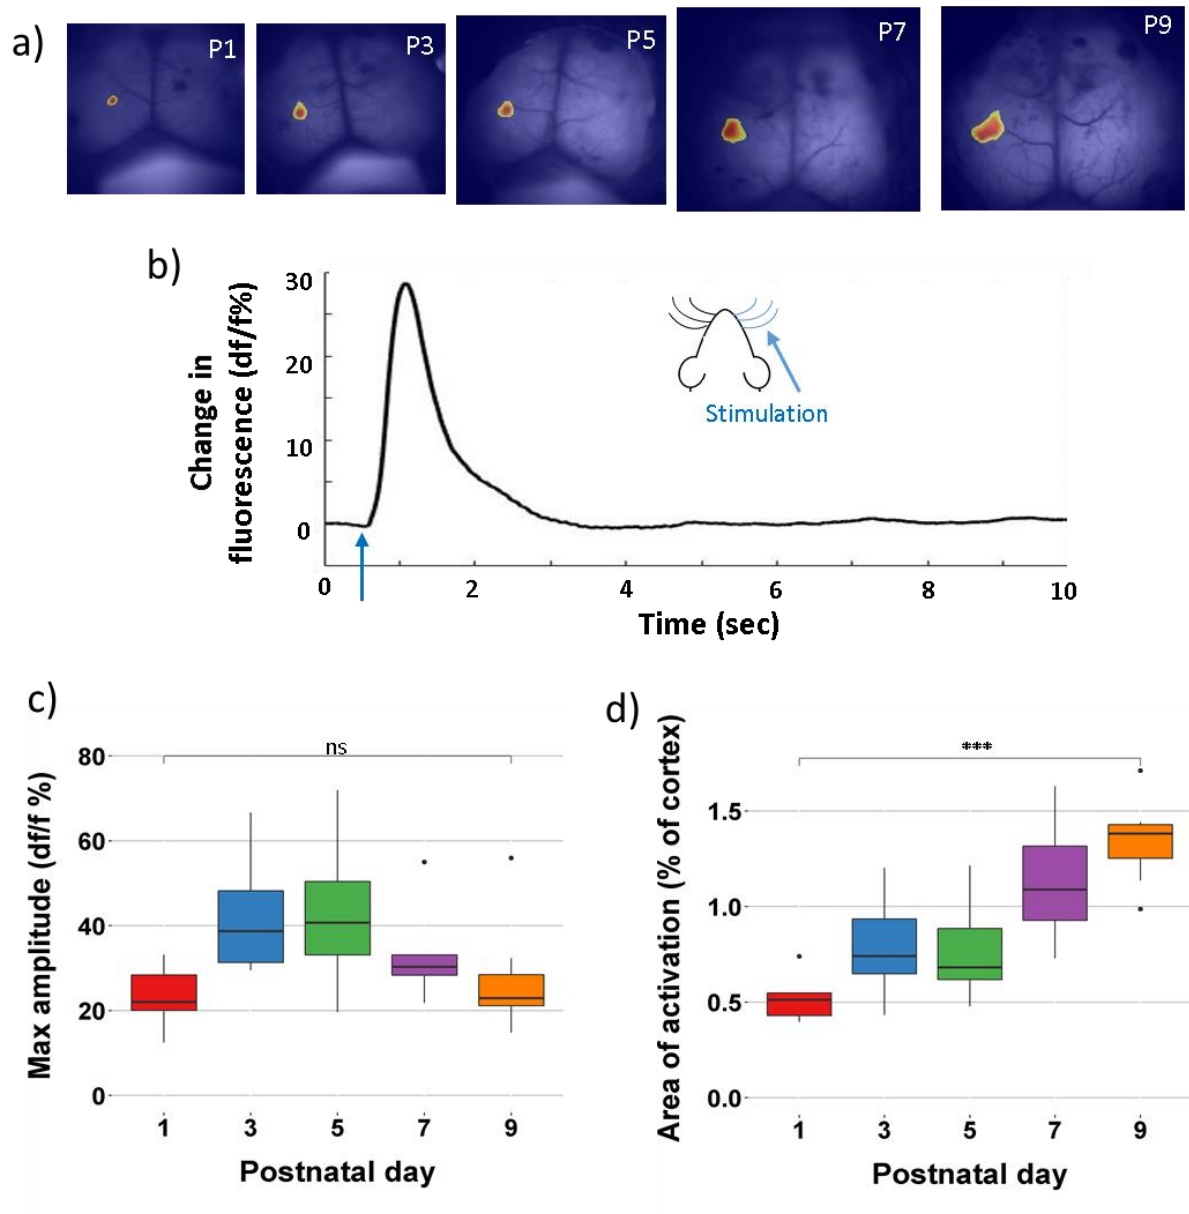 a)
P1
P3
P5
P7
P9
b)
Change in
fluorescence (df/f%)
30
20
10
0
Stimulation
0 2 4 6 8 10
Time (sec)
c)
Max amplitude (df/f %)
ns
80
60
40
20
0
1 3 5 7 9
Postnatal day
d)
Area of activation (% of cortex)
***
1.5
1.0
0.5
0.0
1 3 5 7 9
Postnatal day